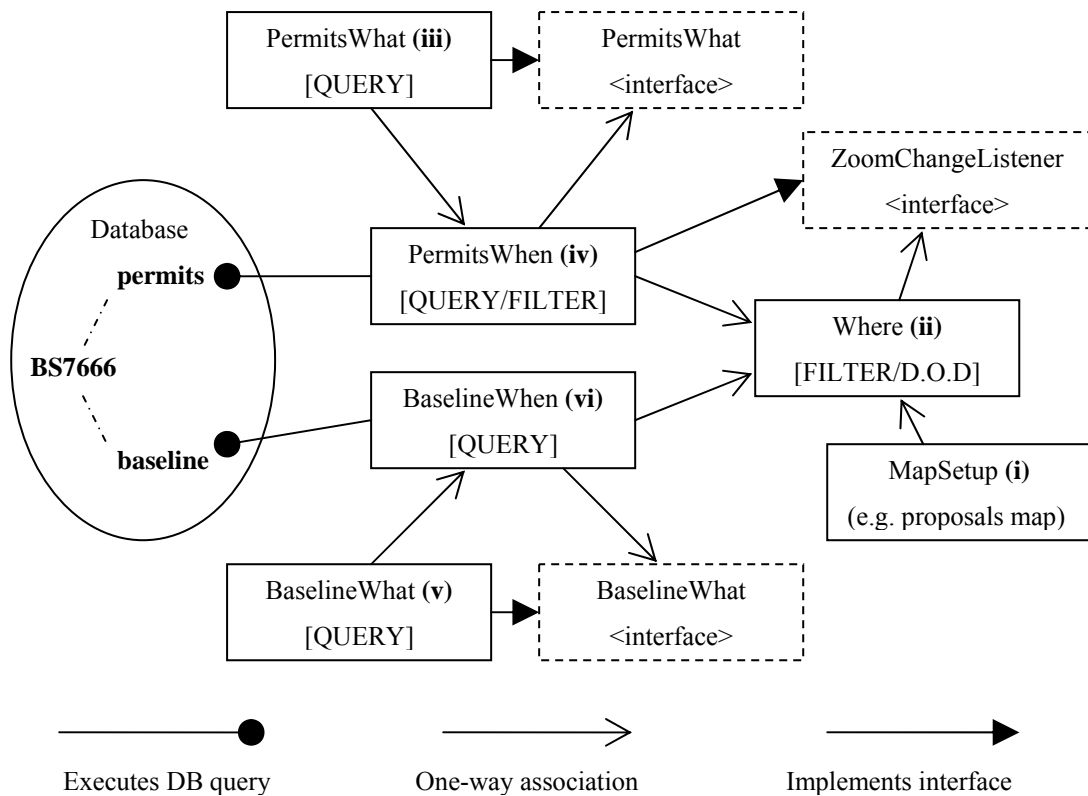 PermitsWhat (iii)
[QUERY]
PermitsWhat
<interface>
ZoomChangeListener
<interface>
Database
permits
BS7666
baseline
PermitsWhen (iv)
[QUERY/FILTER]
Where (ii)
[FILTER/D.O.D]
BaselineWhen (vi)
[QUERY]
MapSetup (i)
(e.g. proposals map)
BaselineWhat (v)
[QUERY]
BaselineWhat
<interface>
Executes DB query
One-way association
Implements interface